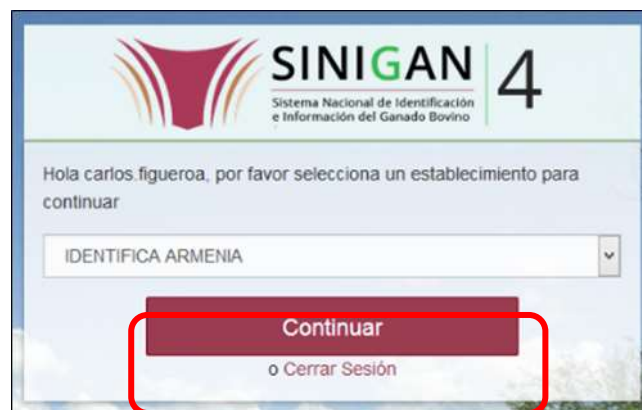 SINIGAN 4
Sistema Nacional de Identificación
e Información del Ganado Bovino
Hola carlos.figueroa, por favor selecciona un establecimiento para
continuar
IDENTIFICA ARMENIA
Continuar
o Cerrar Sesión